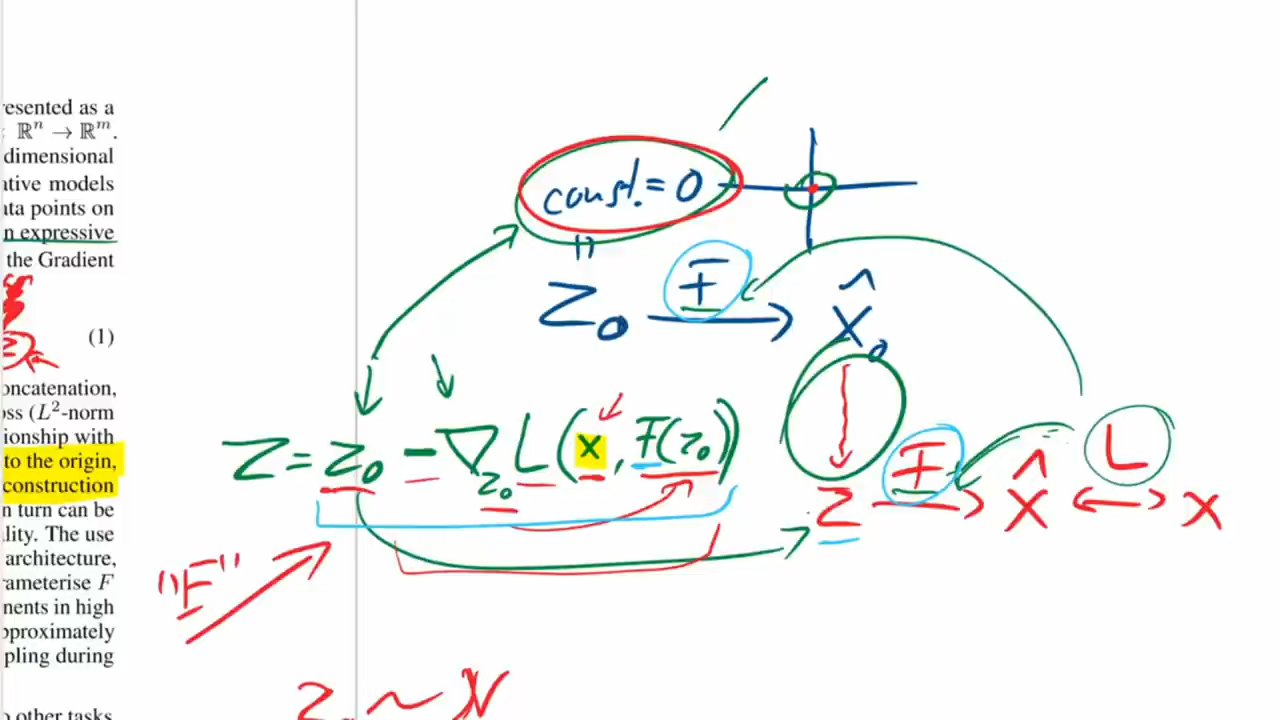 resented as a
: ℝⁿ → ℝᵐ.
dimensional
ative models
ata points on
n expressive
the Gradient
(1)
oncatenation,
oss (L²-norm
ionship with
to the origin,
construction
n turn can be
lity. The use
architecture,
rameterise F
nents in high
pproximately
pling during
o other tasks
const. = 0
"
z₀ F → x̂₀
z = z₀ − ∇_{z₀} L(x, F(z₀))
z F → x̂ L ↔ x
"F"
z ~ N